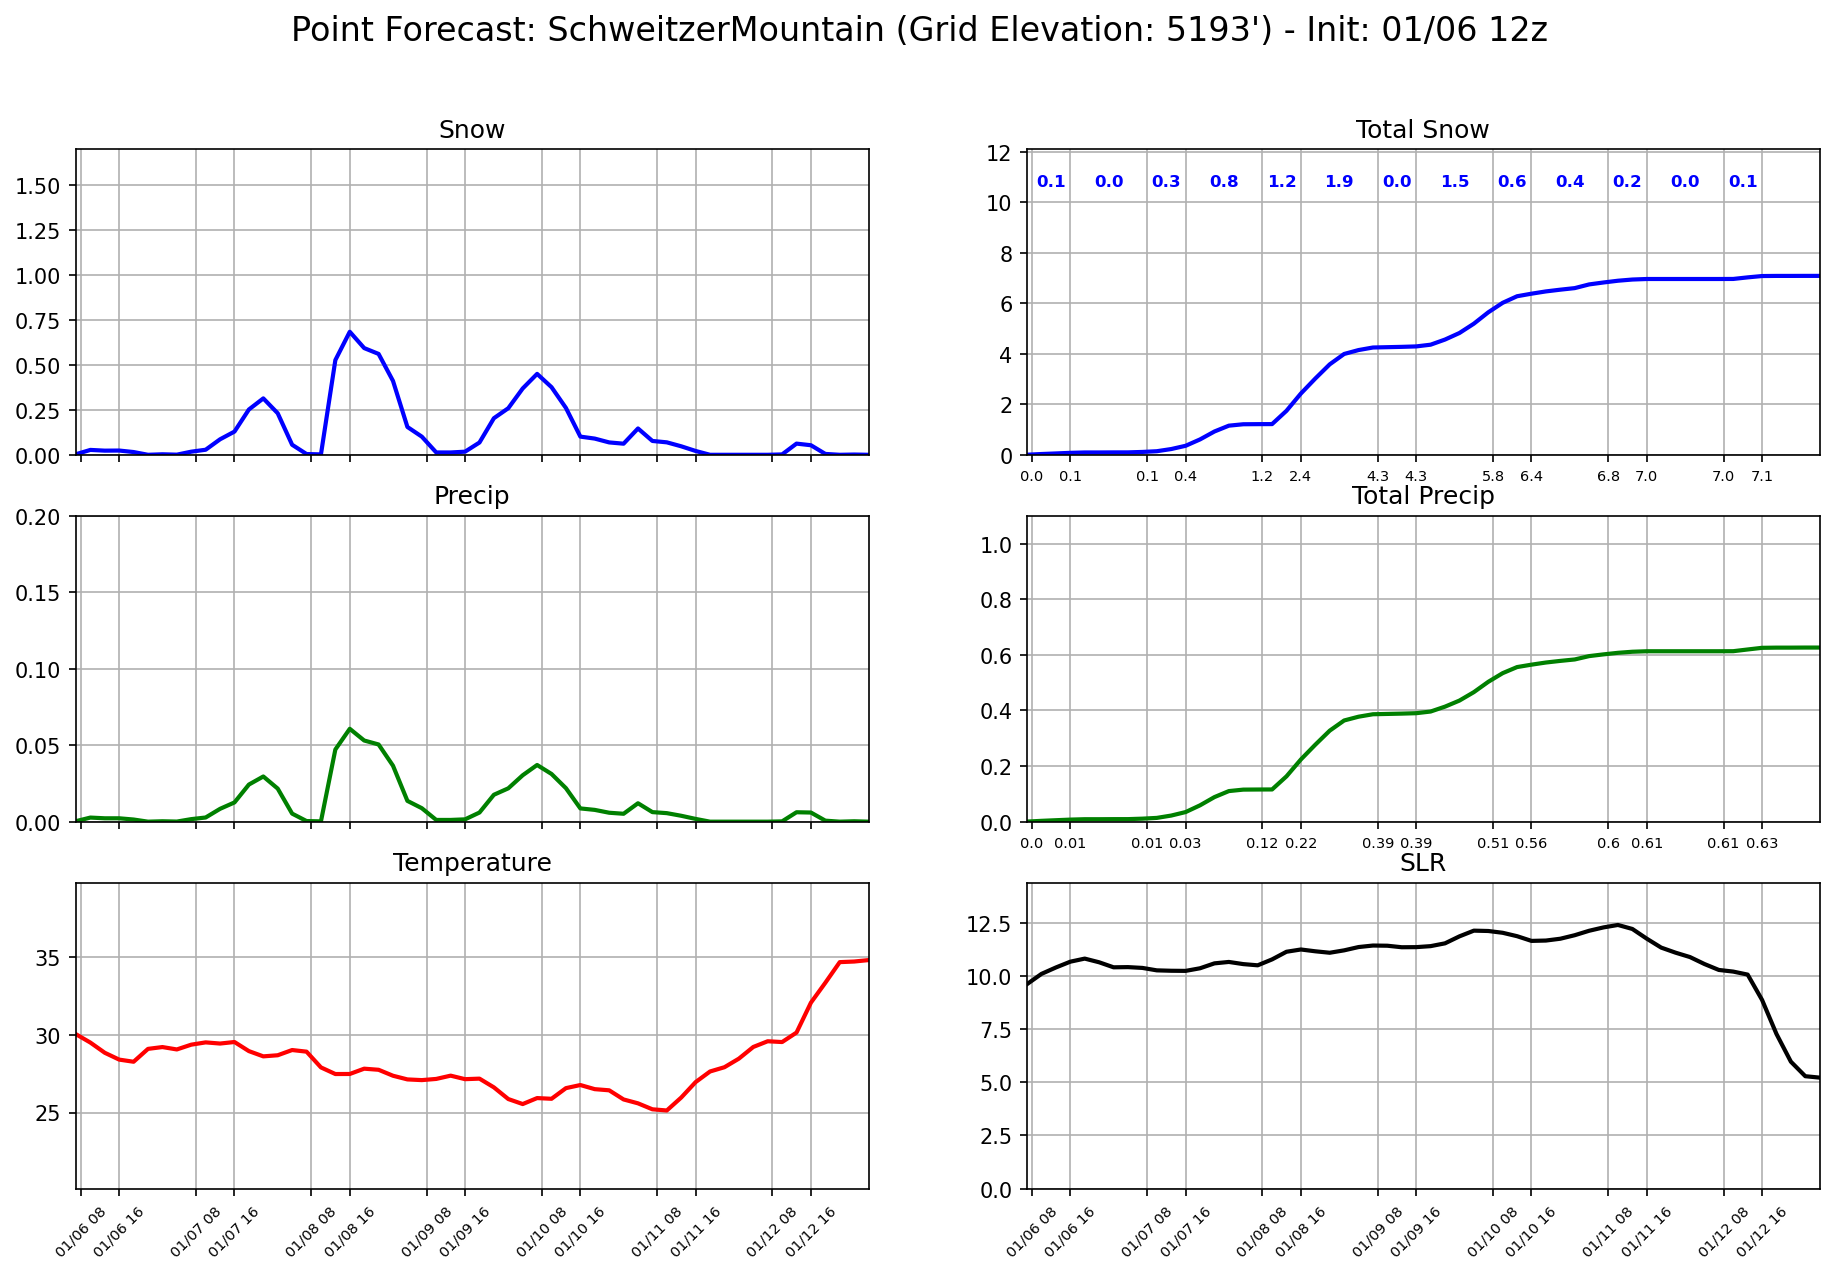 Point Forecast: SchweitzerMountain (Grid Elevation: 5193') - Init: 01/06 12z
Snow
1.50
1.25
1.00
0.75
0.50
0.25
0.00
Total Snow
12
10
8
6
4
2
0
0.1 0.0 0.3 0.8 1.2 1.9 0.0 1.5 0.6 0.4 0.2 0.0 0.1
0.0 0.1 0.1 0.4 1.2 2.4 4.3 4.3 5.8 6.4 6.8 7.0 7.0 7.1
Precip
0.20
0.15
0.10
0.05
0.00
Total Precip
1.0
0.8
0.6
0.4
0.2
0.0
0.0 0.01 0.01 0.03 0.12 0.22 0.39 0.39 0.51 0.56 0.6 0.61 0.61 0.63
Temperature
35
30
25
01/06 08 01/06 16 01/07 08 01/07 16 01/08 08 01/08 16 01/09 08 01/09 16 01/10 08 01/10 16 01/11 08 01/11 16 01/12 08 01/12 16
SLR
12.5
10.0
7.5
5.0
2.5
0.0
01/06 08 01/06 16 01/07 08 01/07 16 01/08 08 01/08 16 01/09 08 01/09 16 01/10 08 01/10 16 01/11 08 01/11 16 01/12 08 01/12 16